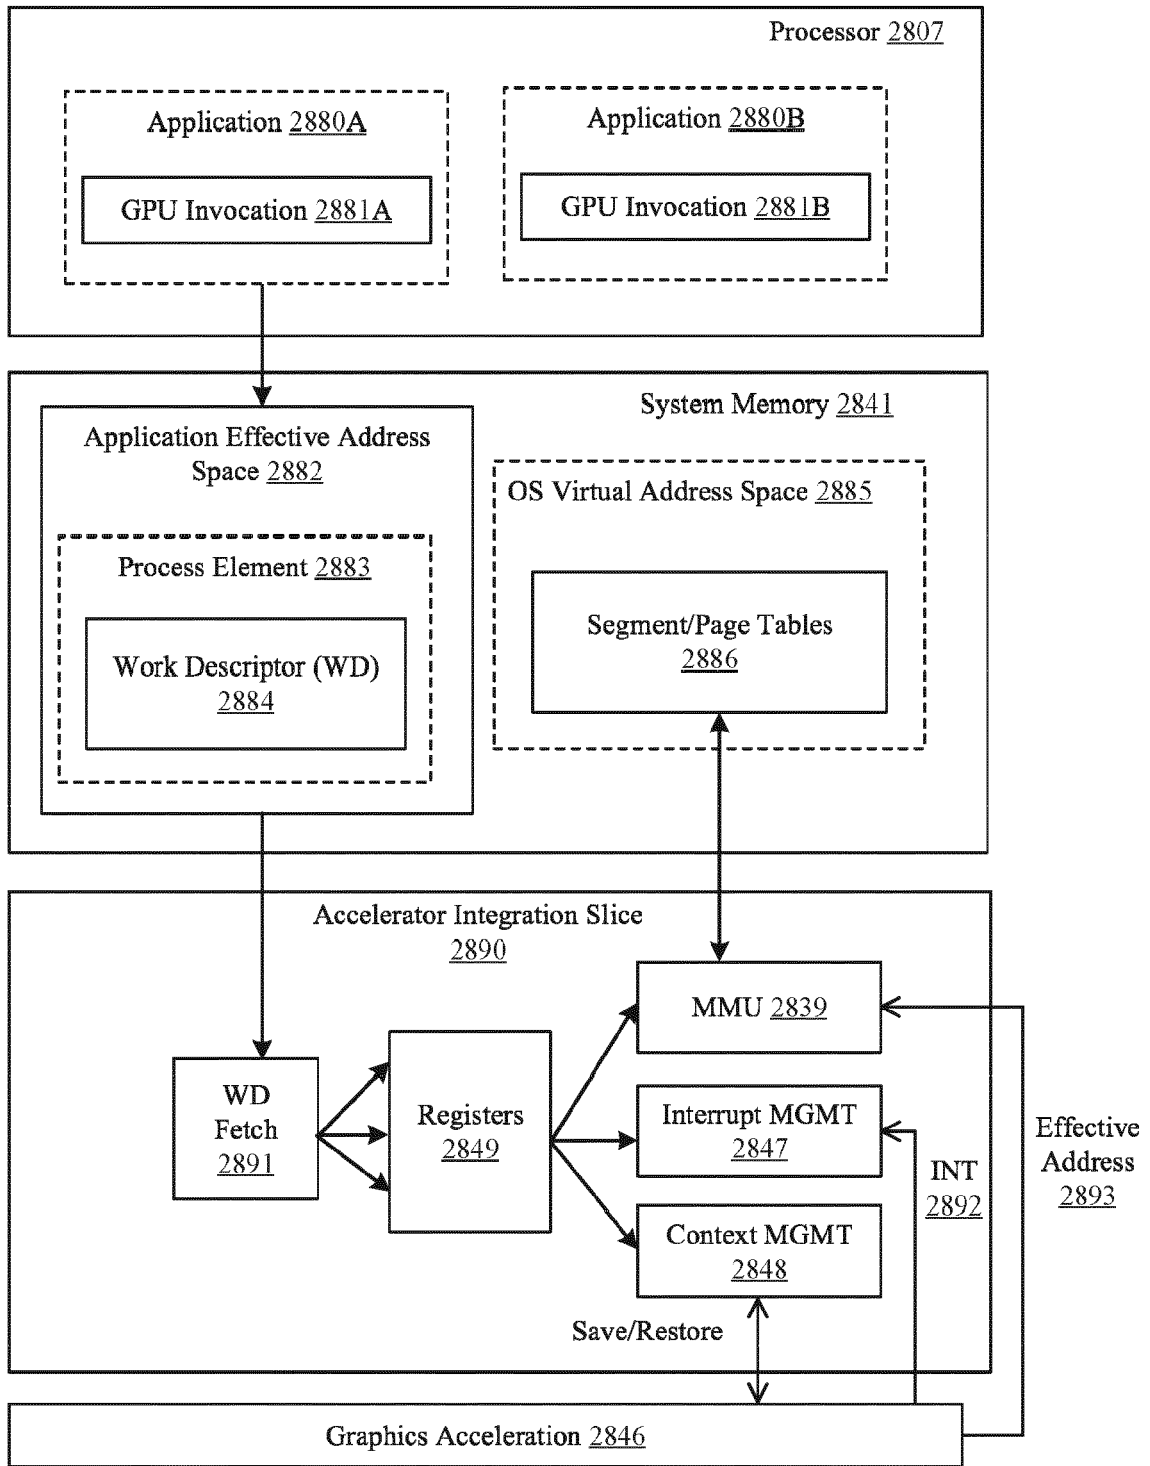 Processor 2807
Application 2880A
GPU Invocation 2881A
Application 2880B
GPU Invocation 2881B
System Memory 2841
Application Effective Address
Space 2882
Process Element 2883
Work Descriptor (WD)
2884
OS Virtual Address Space 2885
Segment/Page Tables
2886
Accelerator Integration Slice
2890
WD
Fetch
2891
Registers
2849
MMU 2839
Interrupt MGMT
2847
Context MGMT
2848
Save/Restore
INT
2892
Effective
Address
2893
Graphics Acceleration 2846